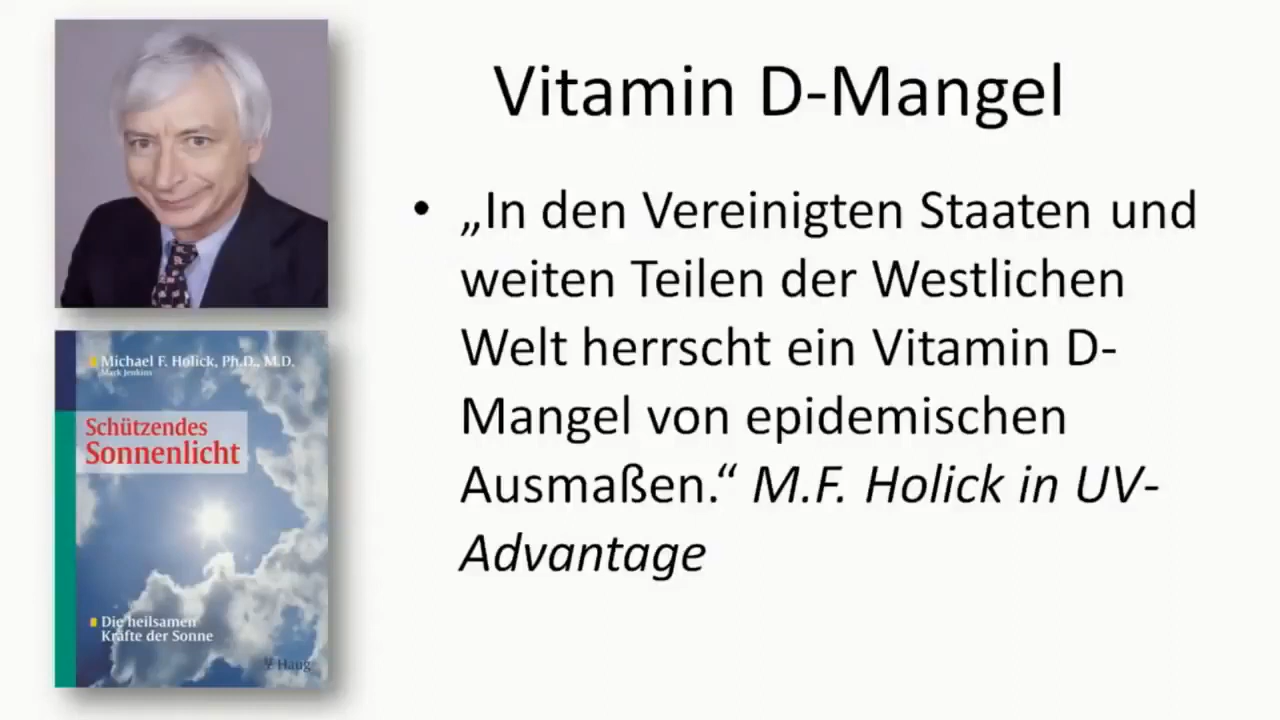 Vitamin D-Mangel
• „In den Vereinigten Staaten und
weiten Teilen der Westlichen
Welt herrscht ein Vitamin D-
Mangel von epidemischen
Ausmaßen.“ M.F. Holick in UV-
Advantage
Michael F. Holick, Ph.D., M.D.
Mark Jenkins
Schützendes
Sonnenlicht
Die heilsamen
Kräfte der Sonne
Haug